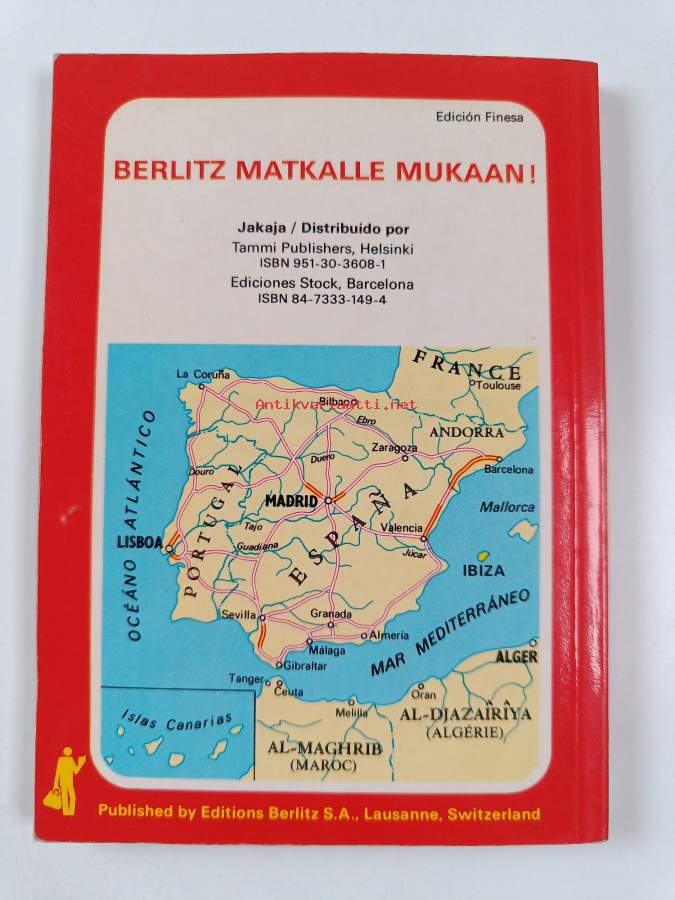 Edición Finesa
BERLITZ MATKALLE MUKAAN!
Jakaja / Distribuido por
Tammi Publishers, Helsinki
ISBN 951-30-3608-1
Ediciones Stock, Barcelona
ISBN 84-7333-149-4
FRANCE
Toulouse
La Coruña
Bilbao
Antikvariaatti.net
Ebro
ANDORRA
Zaragoza
Duero
Douro
Barcelona
OCÉÁNO ATLÁNTICO
PORTUGAL
MADRID
ESPAÑA
Mallorca
Tajo
Valencia
LISBOA
Guadiana
Júcar
IBIZA
Sevilla
Granada
MAR MEDITERRÁNEO
Almería
Málaga
ALGER
Gibraltar
Tanger
Ceuta
Oran
Melilla
Islas Canarias
AL-DJAZAÎRÎYA
(ALGÉRIE)
AL-MAGHRIB
(MAROC)
Published by Editions Berlitz S.A., Lausanne, Switzerland